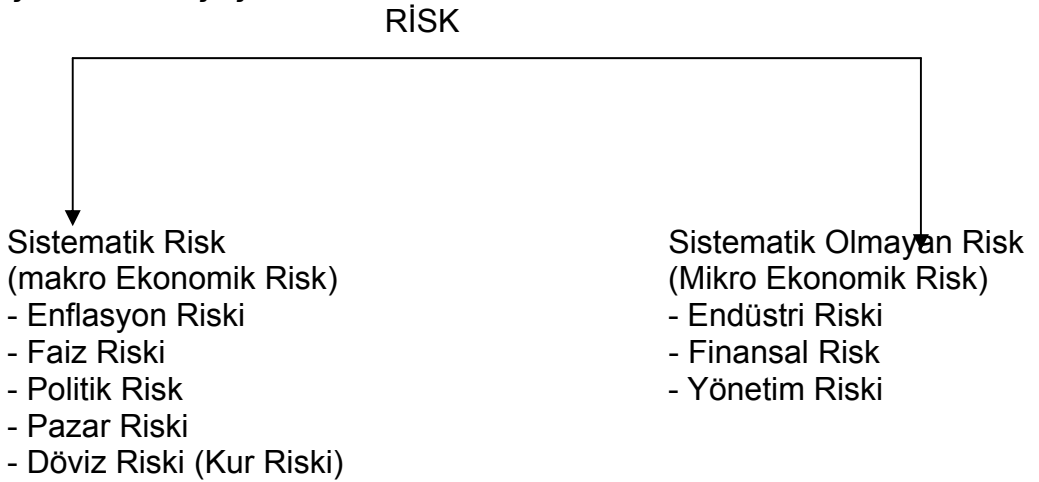 RİSK
Sistematik Risk
(makro Ekonomik Risk)
- Enflasyon Riski
- Faiz Riski
- Politik Risk
- Pazar Riski
- Döviz Riski (Kur Riski)
Sistematik Olmayan Risk
(Mikro Ekonomik Risk)
- Endüstri Riski
- Finansal Risk
- Yönetim Riski